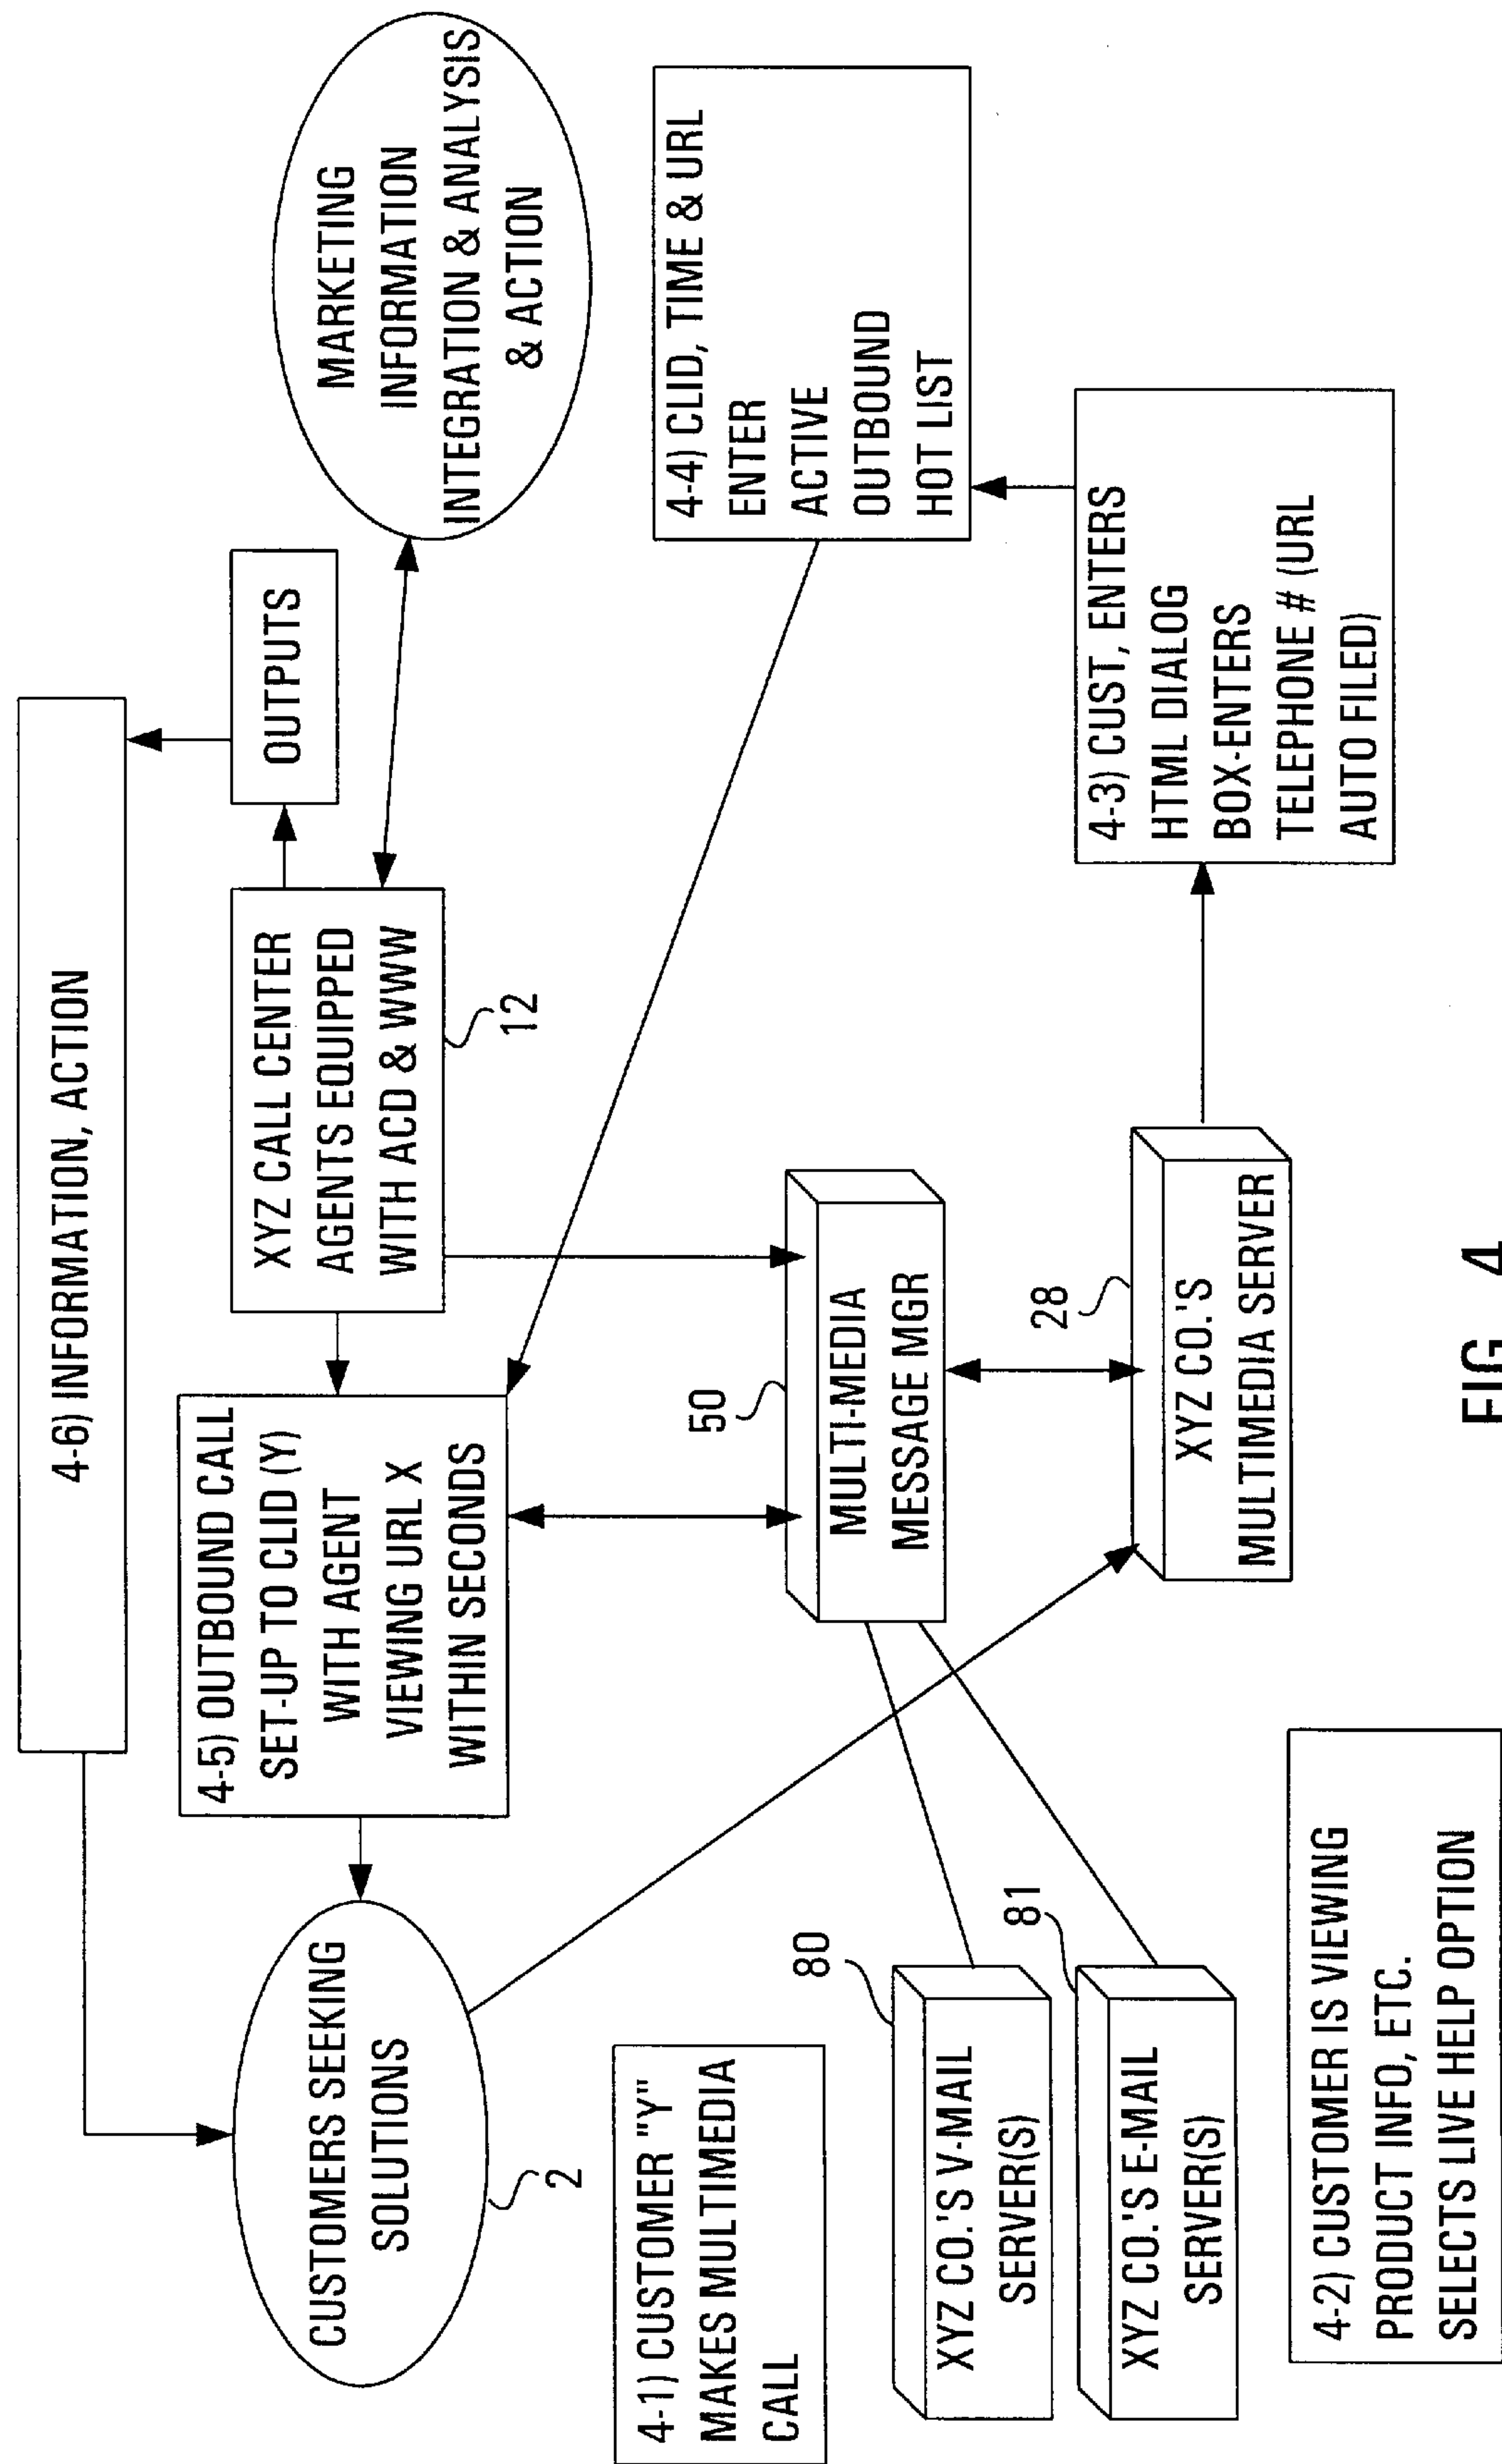 4-6) INFORMATION, ACTION
OUTPUTS
MARKETING
INFORMATION
INTEGRATION & ANALYSIS
& ACTION
XYZ CALL CENTER
AGENTS EQUIPPED
WITH ACD & WWW
12
4-5) OUTBOUND CALL
SET-UP TO CLID (Y)
WITH AGENT
VIEWING URL X
WITHIN SECONDS
CUSTOMERS SEEKING
SOLUTIONS
2
4-1) CUSTOMER "Y"
MAKES MULTIMEDIA
CALL
4-4) CLID, TIME & URL
ENTER
ACTIVE
OUTBOUND
HOT LIST
50
MULTI-MEDIA
MESSAGE MGR
80
XYZ CO.'S V-MAIL
SERVER(S)
81
XYZ CO.'S E-MAIL
SERVER(S)
28
XYZ CO.'S
MULTIMEDIA SERVER
4-3) CUST, ENTERS
HTML DIALOG
BOX-ENTERS
TELEPHONE # (URL
AUTO FILED)
4-2) CUSTOMER IS VIEWING
PRODUCT INFO, ETC.
SELECTS LIVE HELP OPTION
FIG. 4